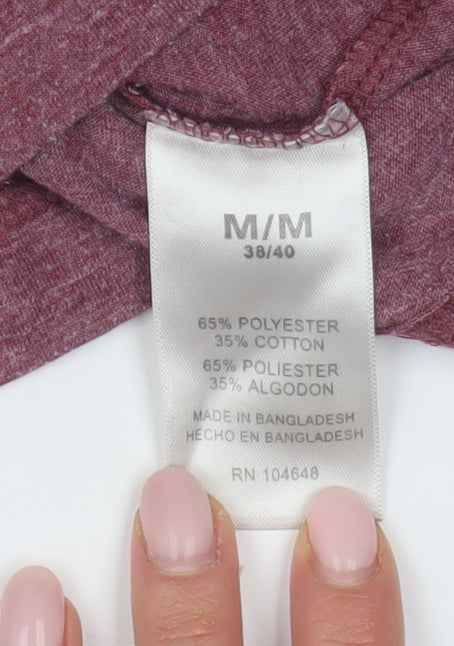 M/M
38/40
65% POLYESTER
35% COTTON
65% POLIESTER
35% ALGODON
MADE IN BANGLADESH
HECHO EN BANGLADESH
RN 104648